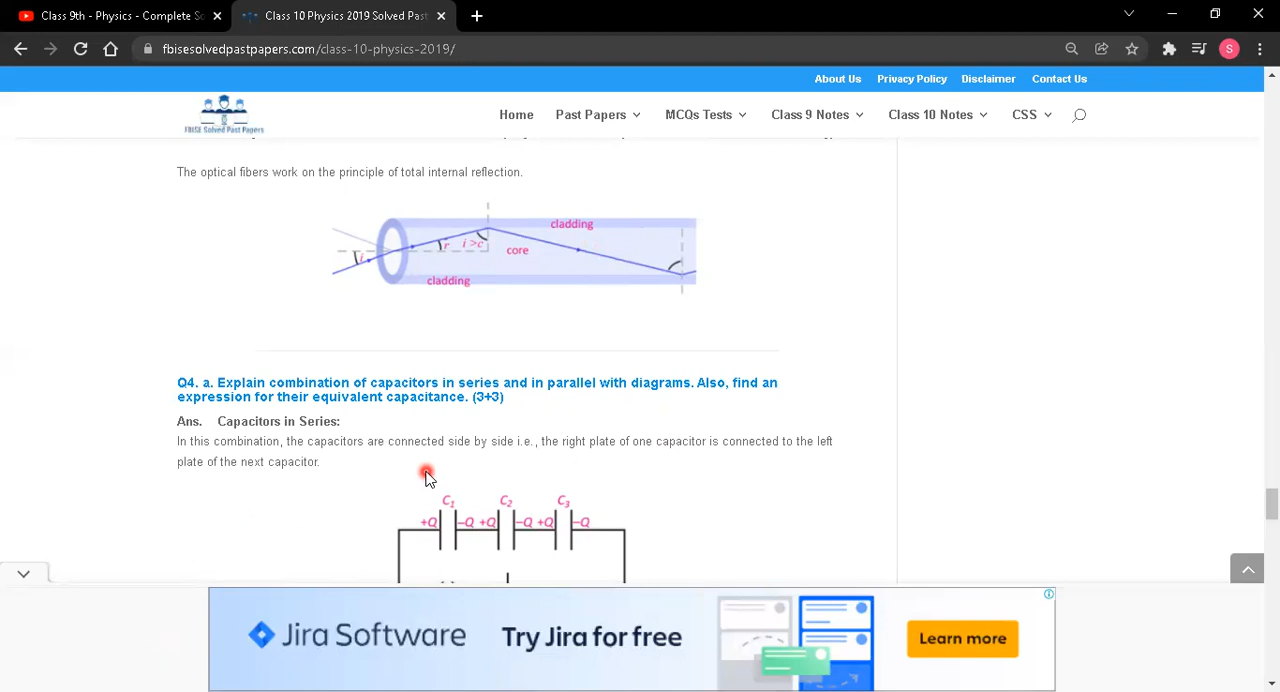 Class 9th - Physics - Complete So
Class 10 Physics 2019 Solved Past
fbisesolvedpastpapers.com/class-10-physics-2019/
S
About Us Privacy Policy Disclaimer Contact Us
FBISE Solved Past Papers
Home Past Papers MCQs Tests Class 9 Notes Class 10 Notes CSS
The optical fibers work on the principle of total internal reflection.
cladding
i r i >c core
cladding
Q4. a. Explain combination of capacitors in series and in parallel with diagrams. Also, find an
expression for their equivalent capacitance. (3+3)
Ans. Capacitors in Series:
In this combination, the capacitors are connected side by side i.e., the right plate of one capacitor is connected to the left
plate of the next capacitor.
C1 C2 C3
+Q –Q +Q –Q +Q –Q
Jira Software Try Jira for free Learn more